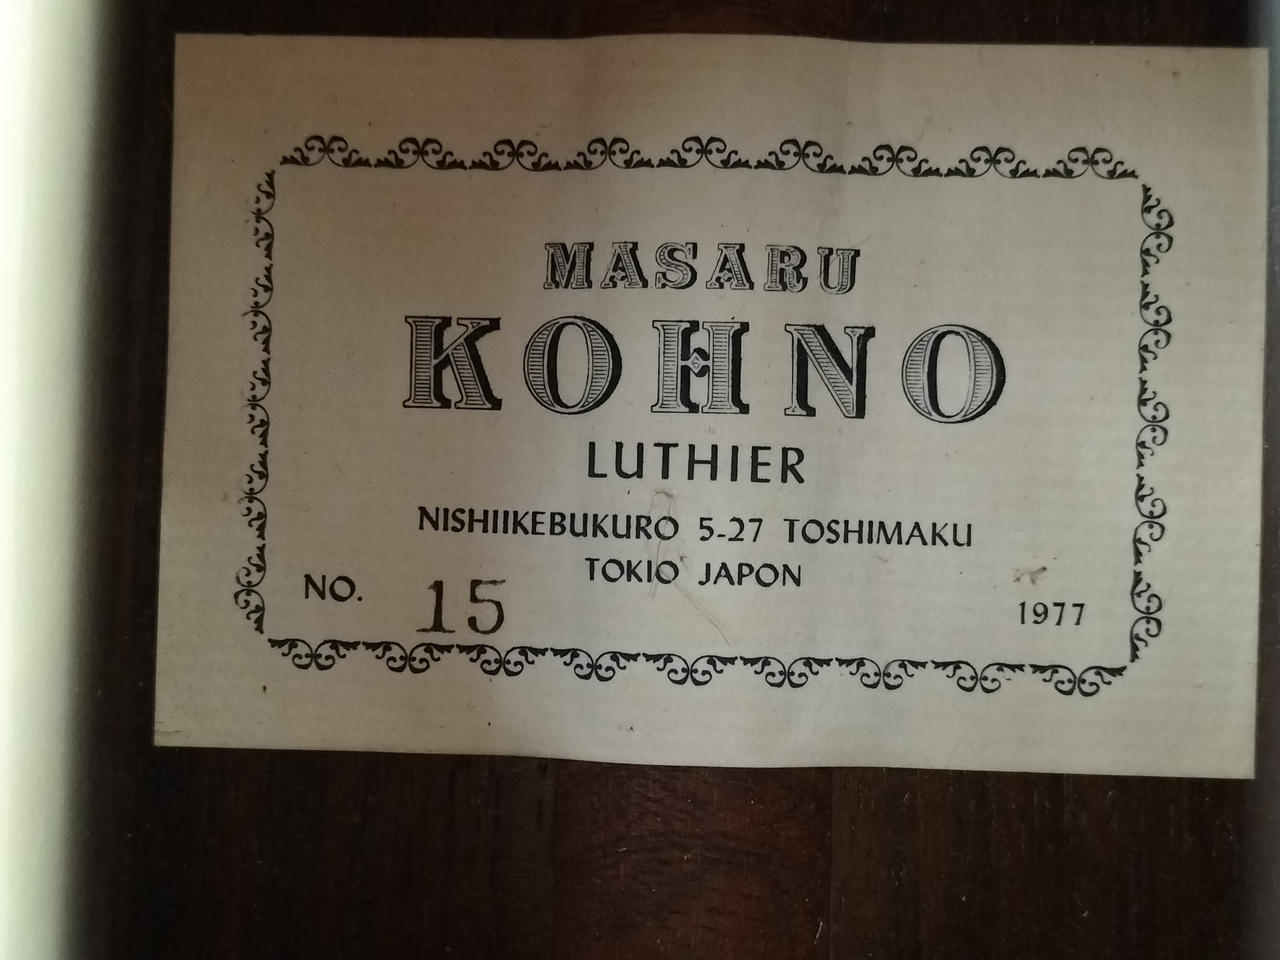 MASARU
KOHNO
LUTHIER
NISHIIKEBUKURO 5-27 TOSHIMAKU
TOKIO JAPON
NO. 15
1977